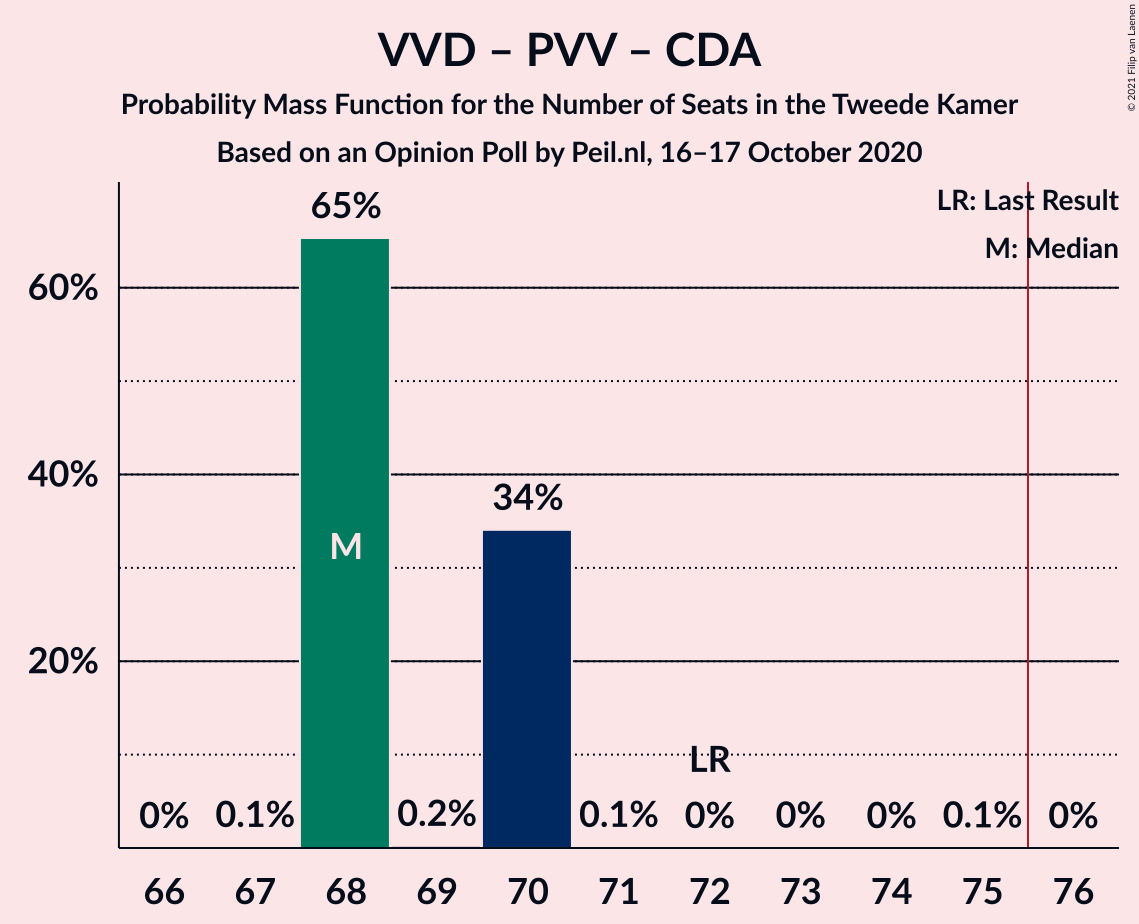 VVD – PVV – CDA
Probability Mass Function for the Number of Seats in the Tweede Kamer
Based on an Opinion Poll by Peil.nl, 16–17 October 2020
© 2021 Filip van Laenen
LR: Last Result
M: Median
65%
60%
40%
34%
M
20%
LR
0% 0.1% 0.2% 0.1% 0% 0% 0% 0.1% 0%
66 67 68 69 70 71 72 73 74 75 76